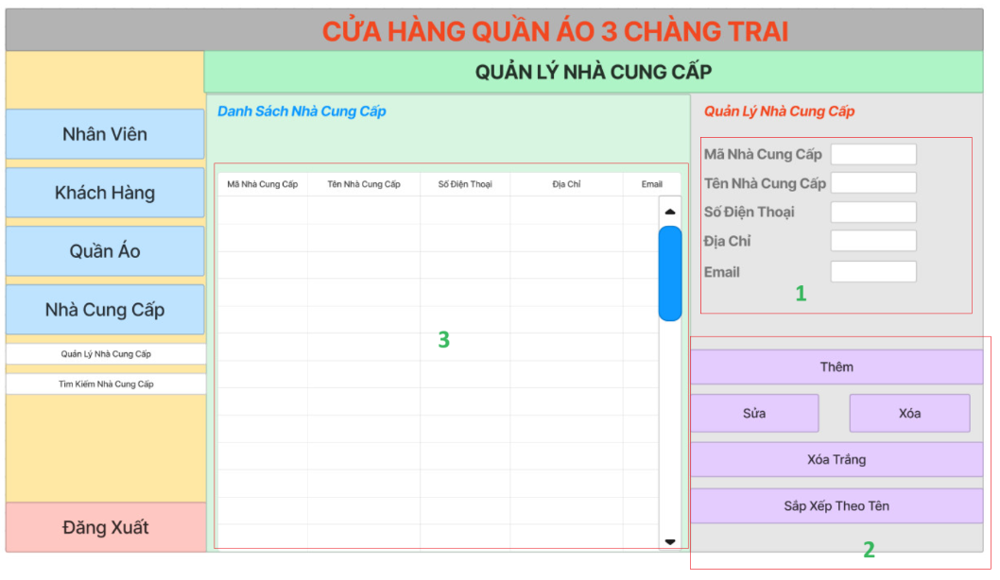 CỬA HÀNG QUẦN ÁO 3 CHÀNG TRAI
QUẢN LÝ NHÀ CUNG CẤP
Nhân Viên
Khách Hàng
Quần Áo
Nhà Cung Cấp
Quản Lý Nhà Cung Cấp
Tìm Kiếm Nhà Cung Cấp
Đăng Xuất
Danh Sách Nhà Cung Cấp
Mã Nhà Cung Cấp Tên Nhà Cung Cấp Số Điện Thoại Địa Chỉ Email
3
Quản Lý Nhà Cung Cấp
Mã Nhà Cung Cấp
Tên Nhà Cung Cấp
Số Điện Thoại
Địa Chỉ
Email
1
Thêm
Sửa Xóa
Xóa Trắng
Sắp Xếp Theo Tên
2